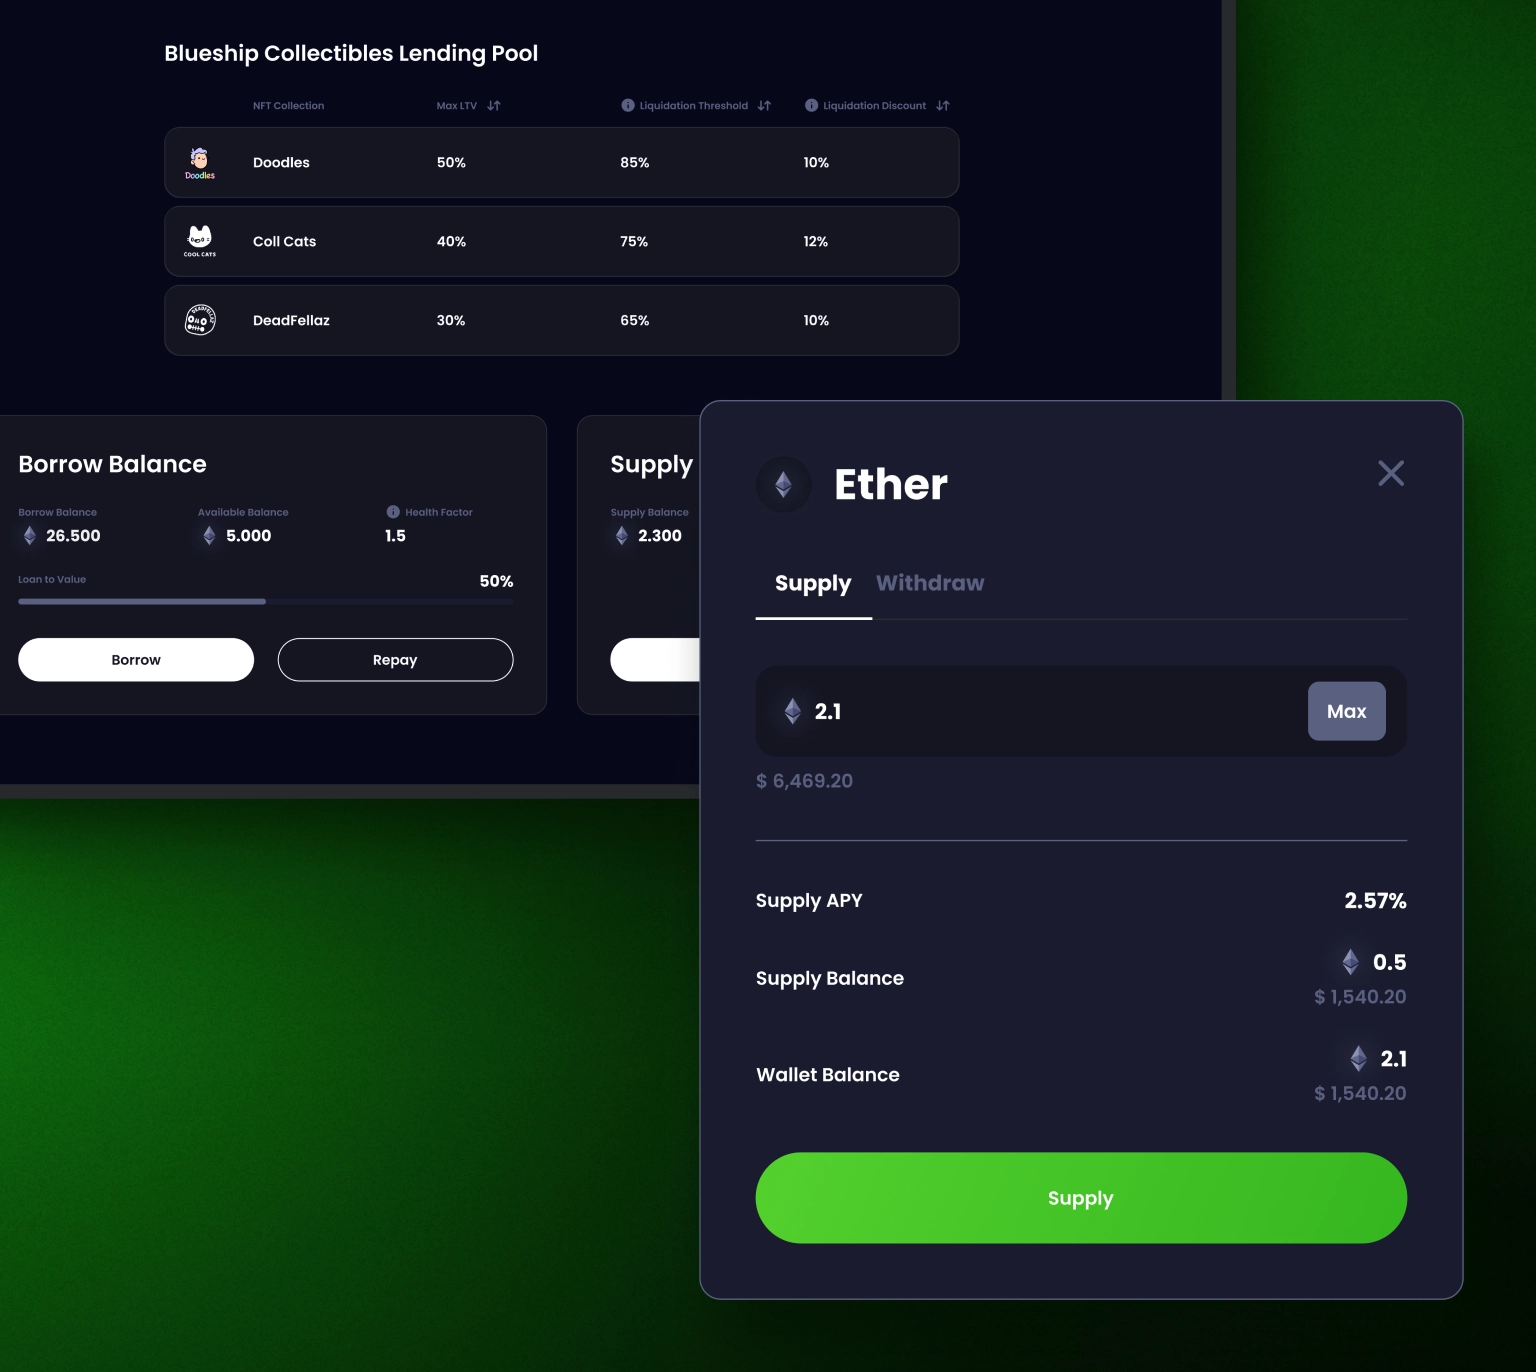 Blueship Collectibles Lending Pool
NFT Collection Max LTV Liquidation Threshold Liquidation Discount
Doodles Doodles 50% 85% 10%
COOL CATS Coll Cats 40% 75% 12%
DEADFELLAZ DeadFellaz 30% 65% 10%
Borrow Balance
Borrow Balance Available Balance Health Factor
26.500 5.000 1.5
Loan to Value 50%
Borrow Repay
Supply
Supply Balance
2.300
Ether
Supply Withdraw
2.1 Max
$ 6,469.20
Supply APY 2.57%
Supply Balance 0.5
$ 1,540.20
Wallet Balance 2.1
$ 1,540.20
Supply